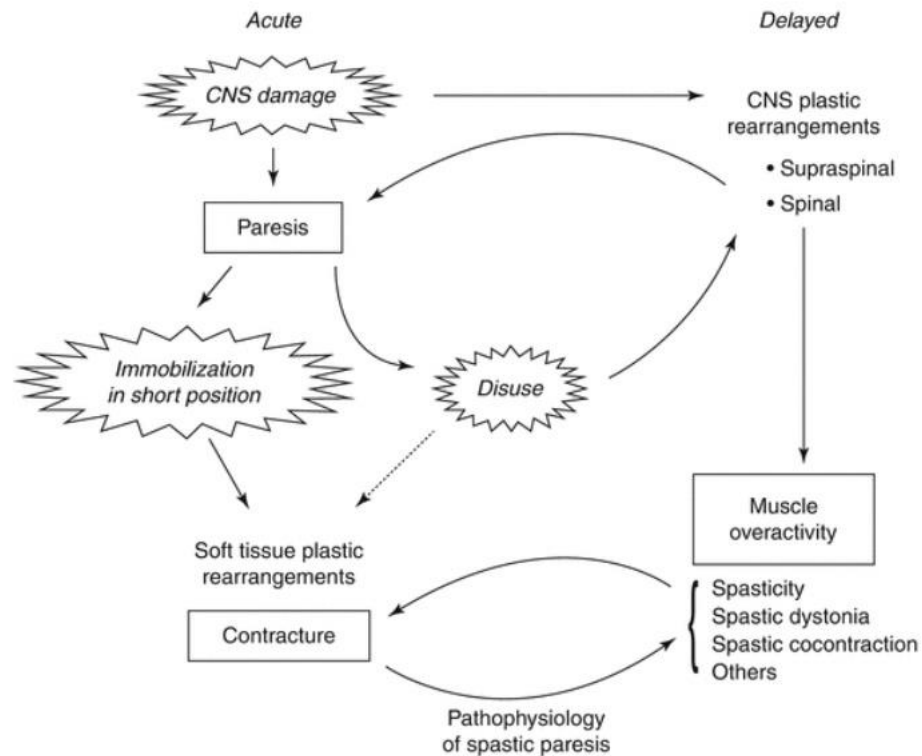 Acute
Delayed
CNS damage
CNS plastic
rearrangements
• Supraspinal
• Spinal
Paresis
Immobilization
in short position
Disuse
Muscle
overactivity
Soft tissue plastic
rearrangements
Contracture
Spasticity
Spastic dystonia
Spastic cocontraction
Others
Pathophysiology
of spastic paresis